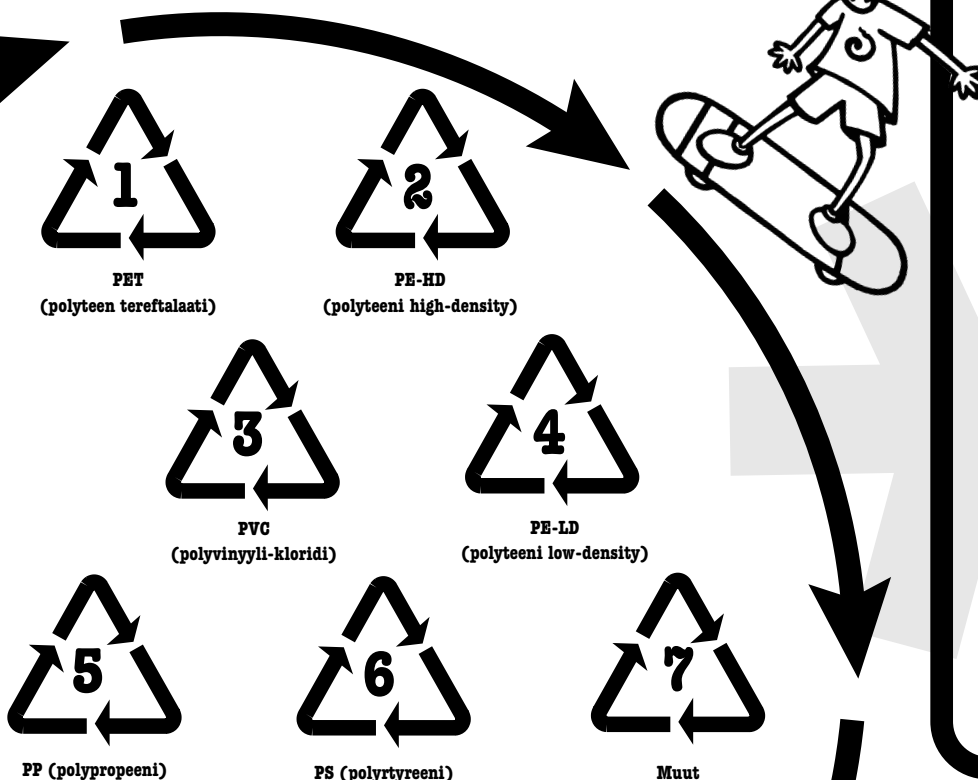 1
2
PET
(polyteen tereftalaati)
PE-HD
(polyteeni high-density)
3
4
PVC
(polyvinyyli-kloridi)
PE-LD
(polyteeni low-density)
5
6
7
PP (polypropeeni)
PS (polyrtyreeni)
Muut